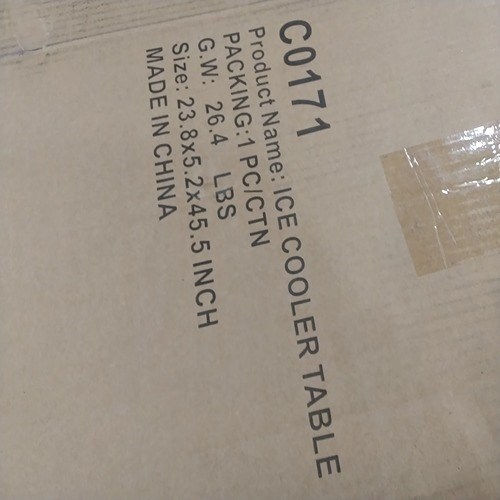 C0171
Product Name: ICE COOLER TABLE
PACKING:1 PC/CTN
G.W: 26.4 LBS
Size: 23.8x5.2x45.5 INCH
MADE IN CHINA